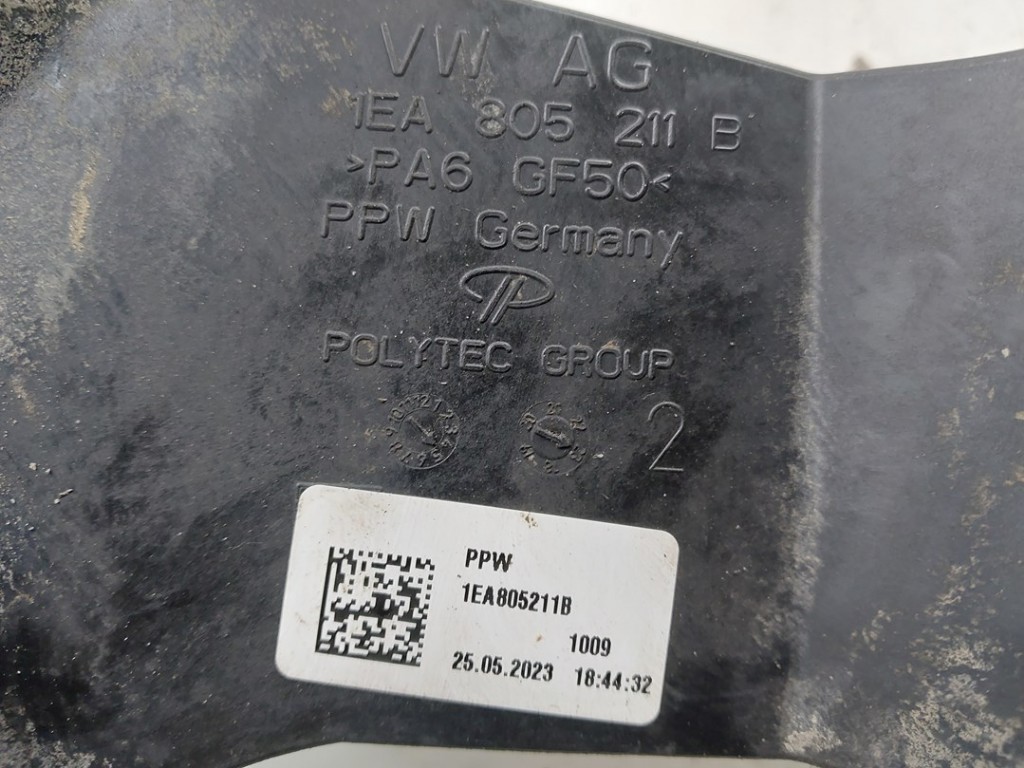 VW AG
1EA 805 211 B
>PA6 GF50<
PPW Germany
POLYTEC GROUP
2
PPW
1EA805211B
1009
25.05.2023 18:44:32